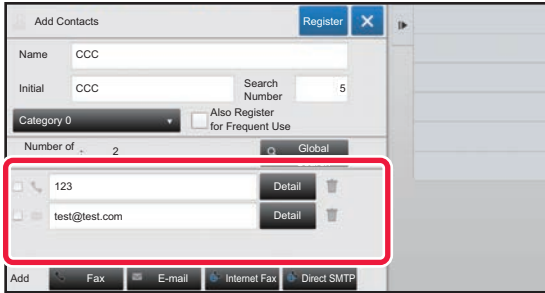 Add Contacts Register
Name CCC
Initial CCC Search Number 5
Category 0 Also Register for Frequent Use
Number of 2 Global
123 Detail
test@test.com Detail
Add Fax E-mail Internet Fax Direct SMTP